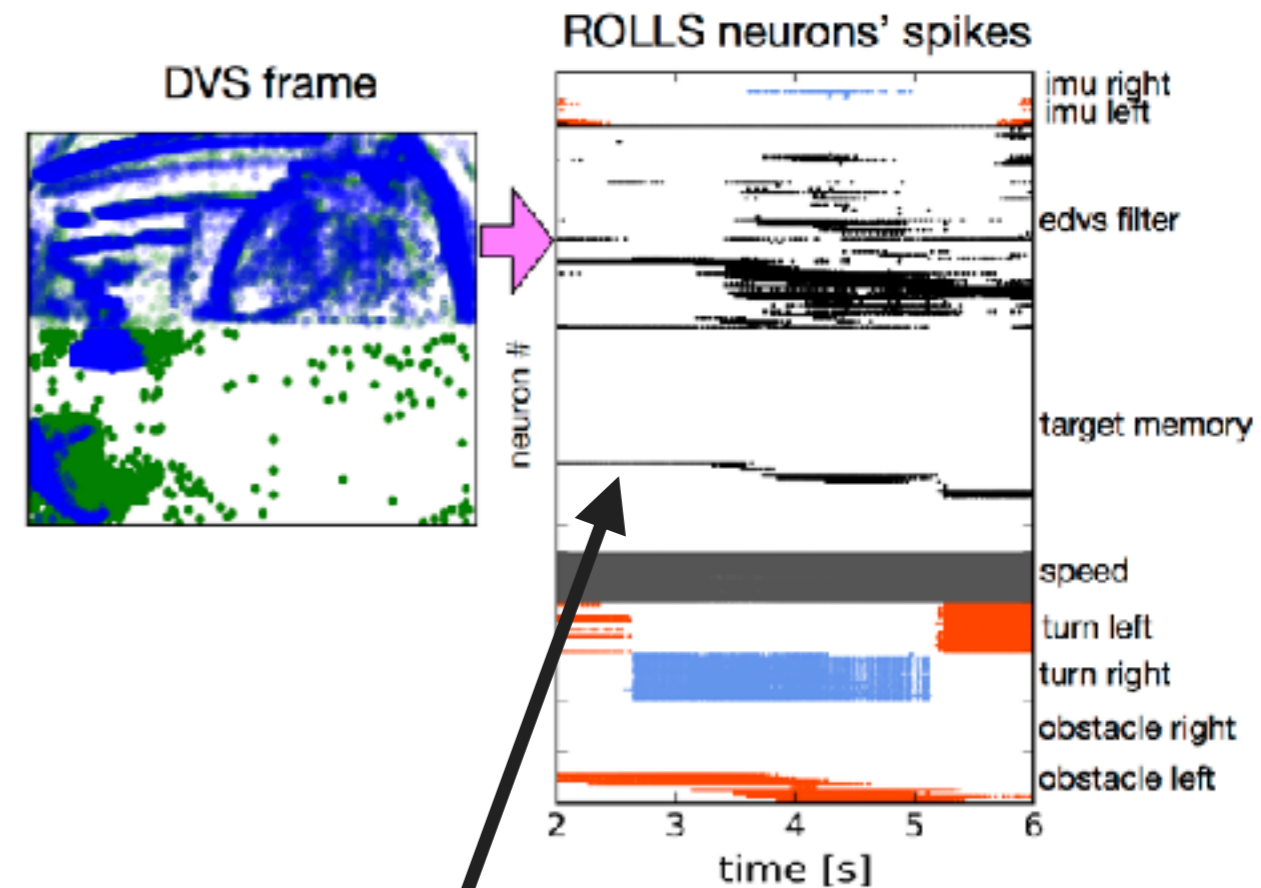 ROLLS neurons' spikes
DVS frame
imu right
imu left
edvs filter
neuron #
target memory
speed
turn left
turn right
obstacle right
obstacle left
2 3 4 5 6
time [s]